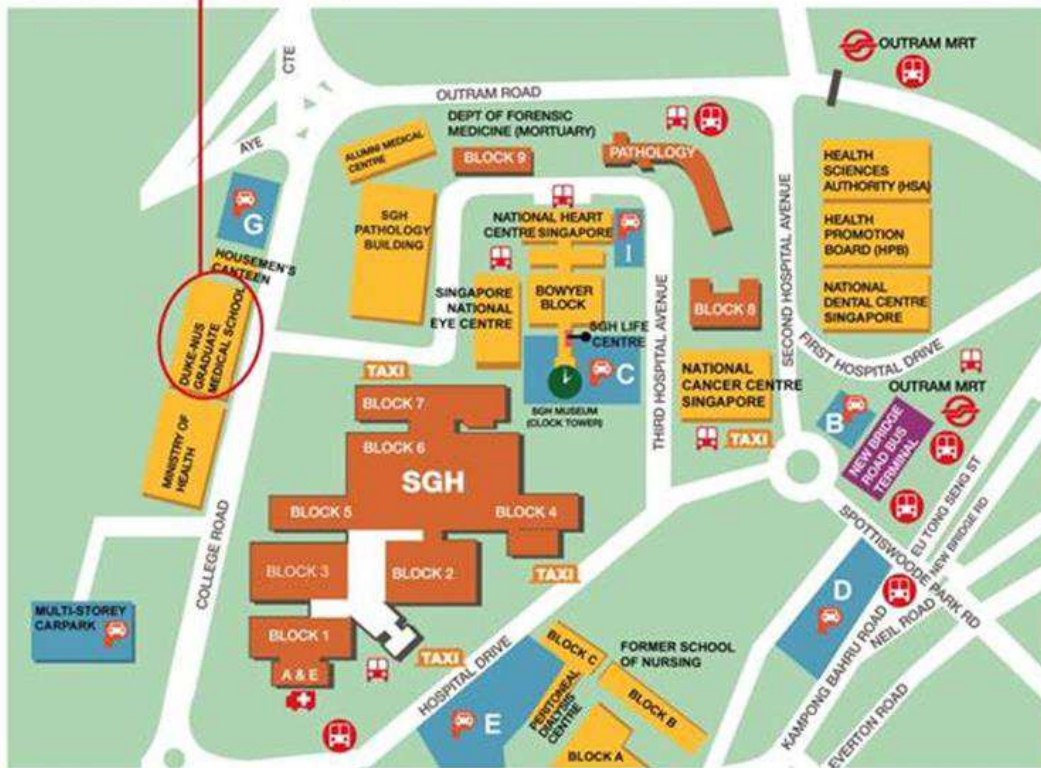 CTE
OUTRAM MRT
OUTRAM ROAD
AYE
DEPT OF FORENSIC
MEDICINE (MORTUARY)
ALUMNI MEDICAL
CENTRE
BLOCK 9
PATHOLOGY
HEALTH
SCIENCES
AUTHORITY (HSA)
G
SGH
PATHOLOGY
BUILDING
NATIONAL HEART
CENTRE SINGAPORE
I
HEALTH
PROMOTION
BOARD (HPB)
SECOND HOSPITAL AVENUE
HOUSEMEN'S
CANTEEN
SINGAPORE
NATIONAL
EYE CENTRE
BOWYER
BLOCK
THIRD HOSPITAL AVENUE
BLOCK 8
NATIONAL
DENTAL CENTRE
SINGAPORE
DUKE-NUS
GRADUATE
MEDICAL SCHOOL
SGH LIFE
CENTRE
FIRST HOSPITAL DRIVE
TAXI
C
NATIONAL
CANCER CENTRE
SINGAPORE
OUTRAM MRT
BLOCK 7
SGH MUSEUM
(CLOCK TOWER)
B
MINISTRY OF
HEALTH
BLOCK 6
TAXI
NEW BRIDGE
ROAD BUS
TERMINAL
SGH
BLOCK 5
BLOCK 4
EU TONG SENG ST
NEW BRIDGE RD
SPOTTISWOODE PARK RD
COLLEGE ROAD
BLOCK 3
BLOCK 2
TAXI
D
MULTI-STOREY
CARPARK
BLOCK 1
NEIL ROAD
KAMPONG BAHRU ROAD
A & E
TAXI
HOSPITAL DRIVE
BLOCK C
FORMER SCHOOL
OF NURSING
EVERTON ROAD
E
PERITONEAL
DIALYSIS
CENTRE
BLOCK B
BLOCK A